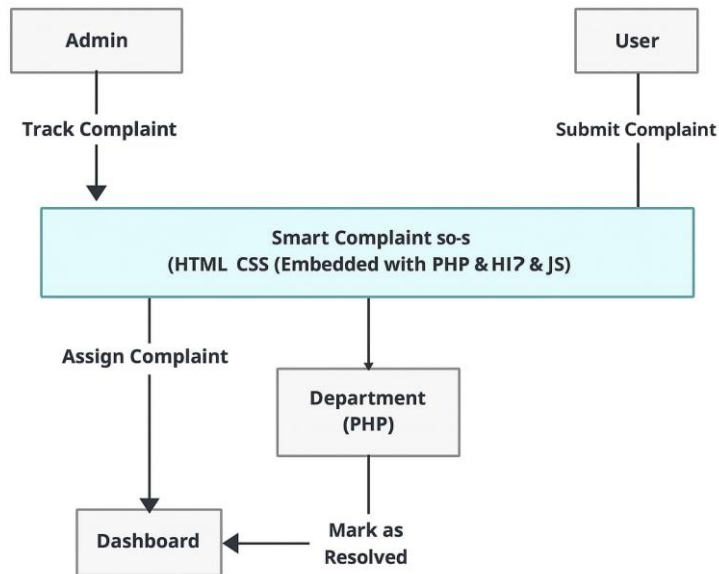 Admin
User
Track Complaint
Submit Complaint
Smart Complaint so-s
(HTML CSS (Embedded with PHP & HI? & JS)
Assign Complaint
Department
(PHP)
Dashboard
Mark as
Resolved